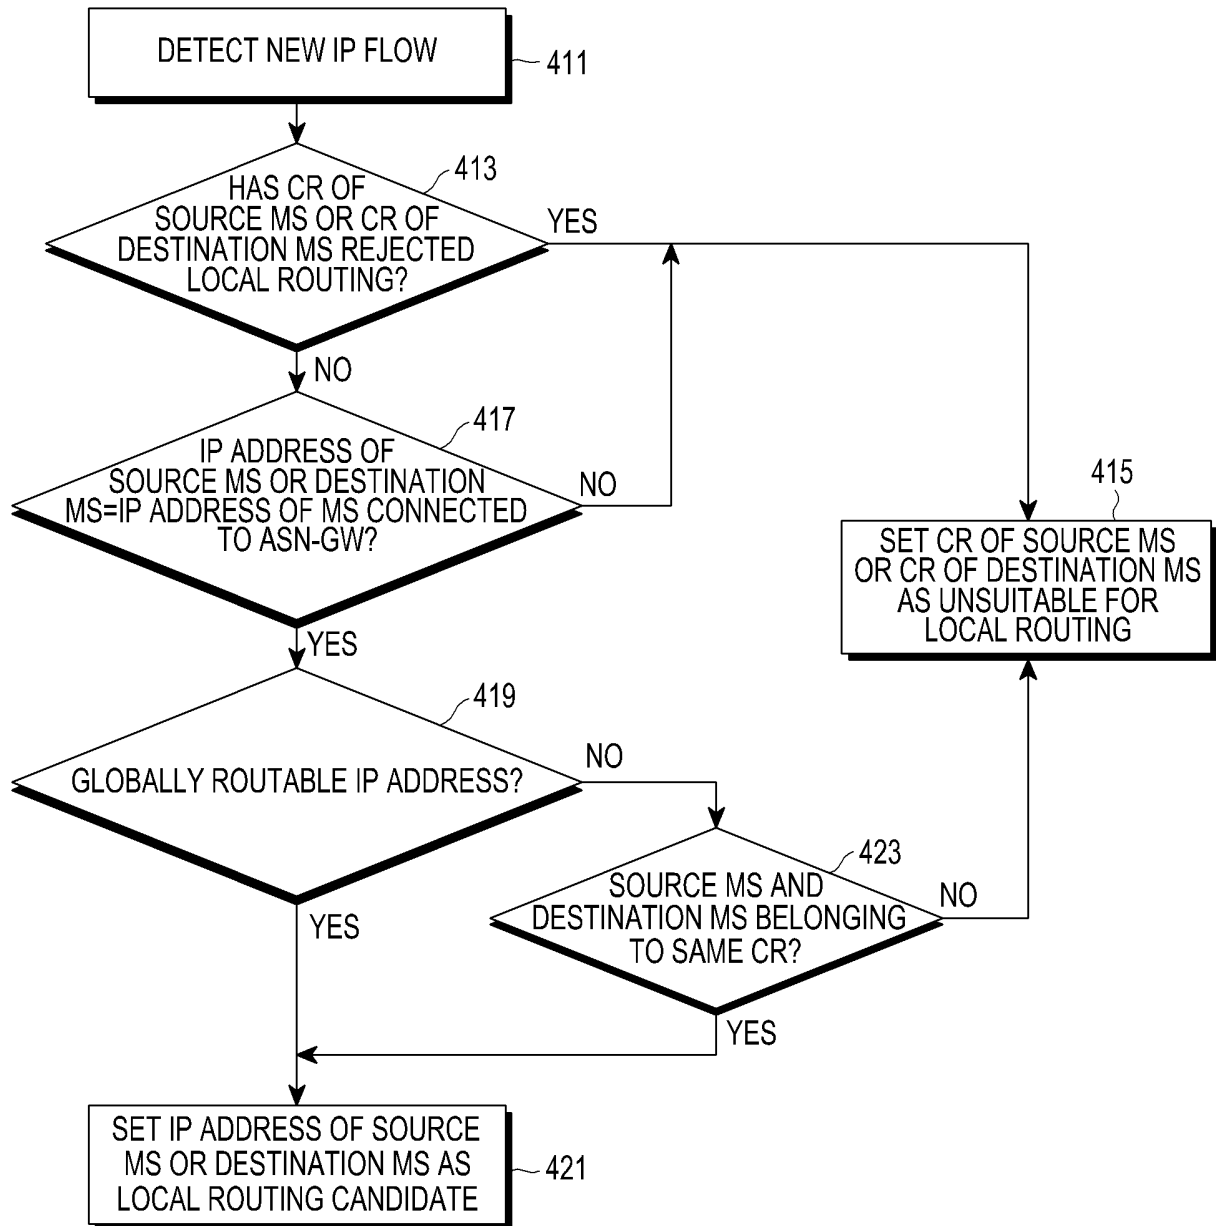 DETECT NEW IP FLOW
411
HAS CR OF
SOURCE MS OR CR OF
DESTINATION MS REJECTED
LOCAL ROUTING?
413
YES
NO
IP ADDRESS OF
SOURCE MS OR DESTINATION
MS=IP ADDRESS OF MS CONNECTED
TO ASN-GW?
417
NO
YES
415
SET CR OF SOURCE MS
OR CR OF DESTINATION MS
AS UNSUITABLE FOR
LOCAL ROUTING
GLOBALLY ROUTABLE IP ADDRESS?
419
NO
YES
SOURCE MS AND
DESTINATION MS BELONGING
TO SAME CR?
423
NO
YES
SET IP ADDRESS OF SOURCE
MS OR DESTINATION MS AS
LOCAL ROUTING CANDIDATE
421